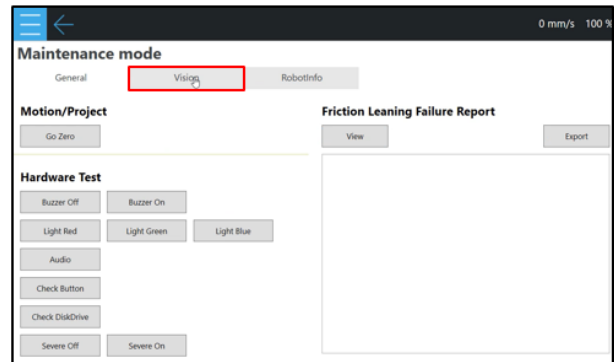 0 mm/s 100 %
Maintenance mode
General Vision RobotInfo
Motion/Project
Go Zero
Friction Leaning Failure Report
View Export
Hardware Test
Buzzer Off Buzzer On
Light Red Light Green Light Blue
Audio
Check Button
Check DiskDrive
Severe Off Severe On